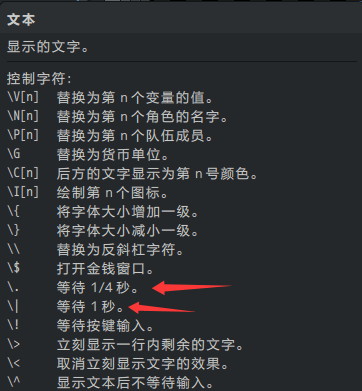 文本
显示的文字。
控制字符:
\V[n] 替换为第 n 个变量的值。
\N[n] 替换为第 n 个角色的名字。
\P[n] 替换为第 n 个队伍成员。
\G 替换为货币单位。
\C[n] 后方的文字显示为第 n 号颜色。
\I[n] 绘制第 n 个图标。
\{ 将字体大小增加一级。
\} 将字体大小减小一级。
\\ 替换为反斜杠字符。
\$ 打开金钱窗口。
\. 等待 1/4 秒。
\| 等待 1 秒。
\! 等待按键输入。
\> 立刻显示一行内剩余的文字。
\< 取消立刻显示文字的效果。
\^ 显示文本后不等待输入。